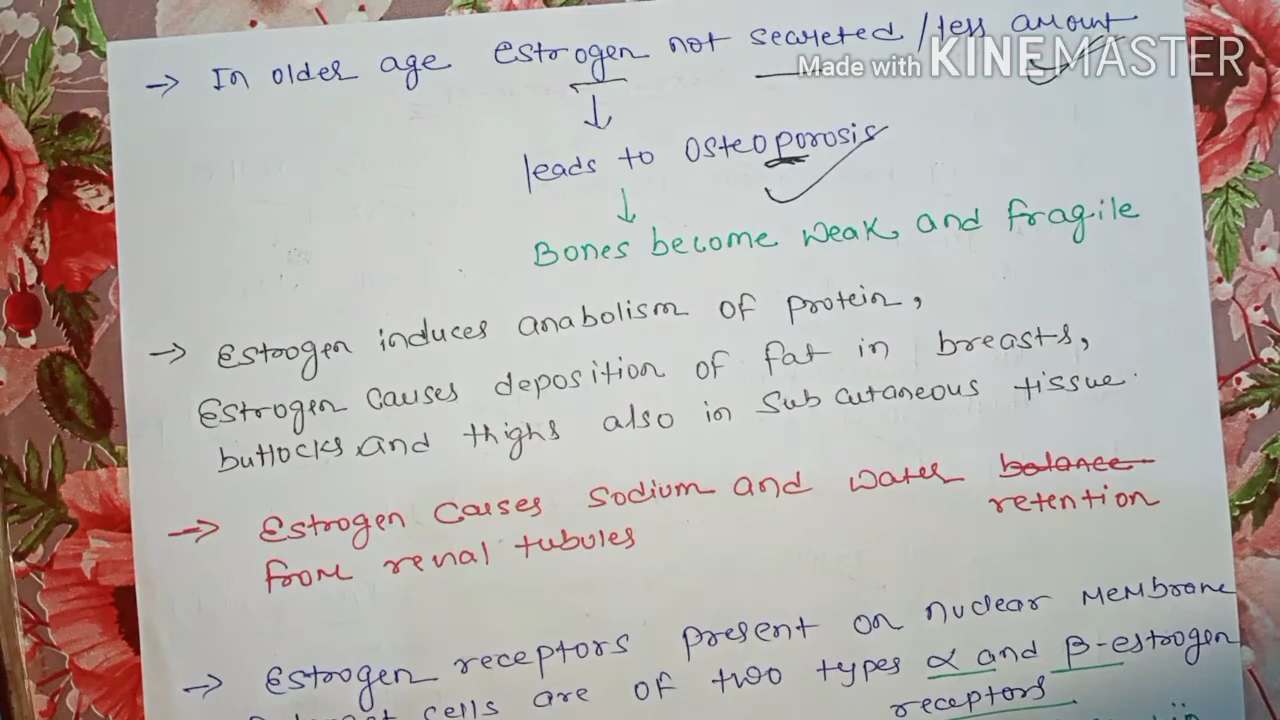 → In older age estrogen not secreted / less amount
Made with KINEMASTER
↓
leads to osteoporosis
↓
Bones become weak and fragile
→ Estrogen induces anabolism of protein,
Estrogen causes deposition of fat in breasts,
buttocks and thighs also in subcutaneous tissue.
→ Estrogen causes sodium and water balance
retention
from renal tubules
→ Estrogen receptors present on nuclear membrane
cells are of two types α and β-estrogen
receptors